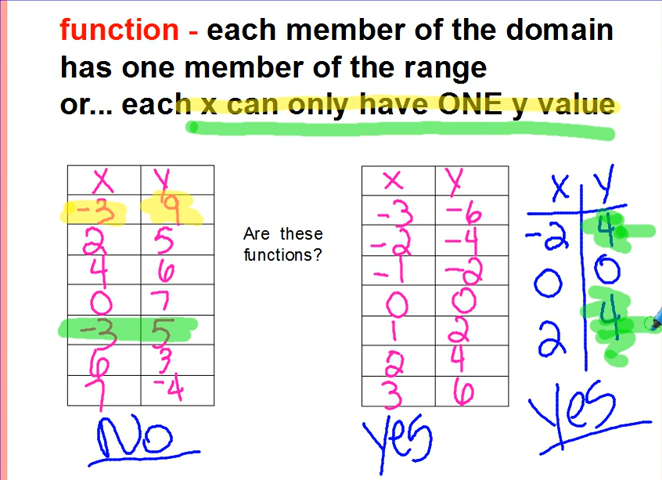 function - each member of the domain
has one member of the range
or... each x can only have ONE y value
x y
-3 9
2 5
4 6
0 7
-3 5
6 3
7 -4
No
Are these
functions?
x y
-3 -6
-2 -4
-1 -2
0 0
1 2
2 4
3 6
yes
x y
-2 4
0 0
2 4
yes